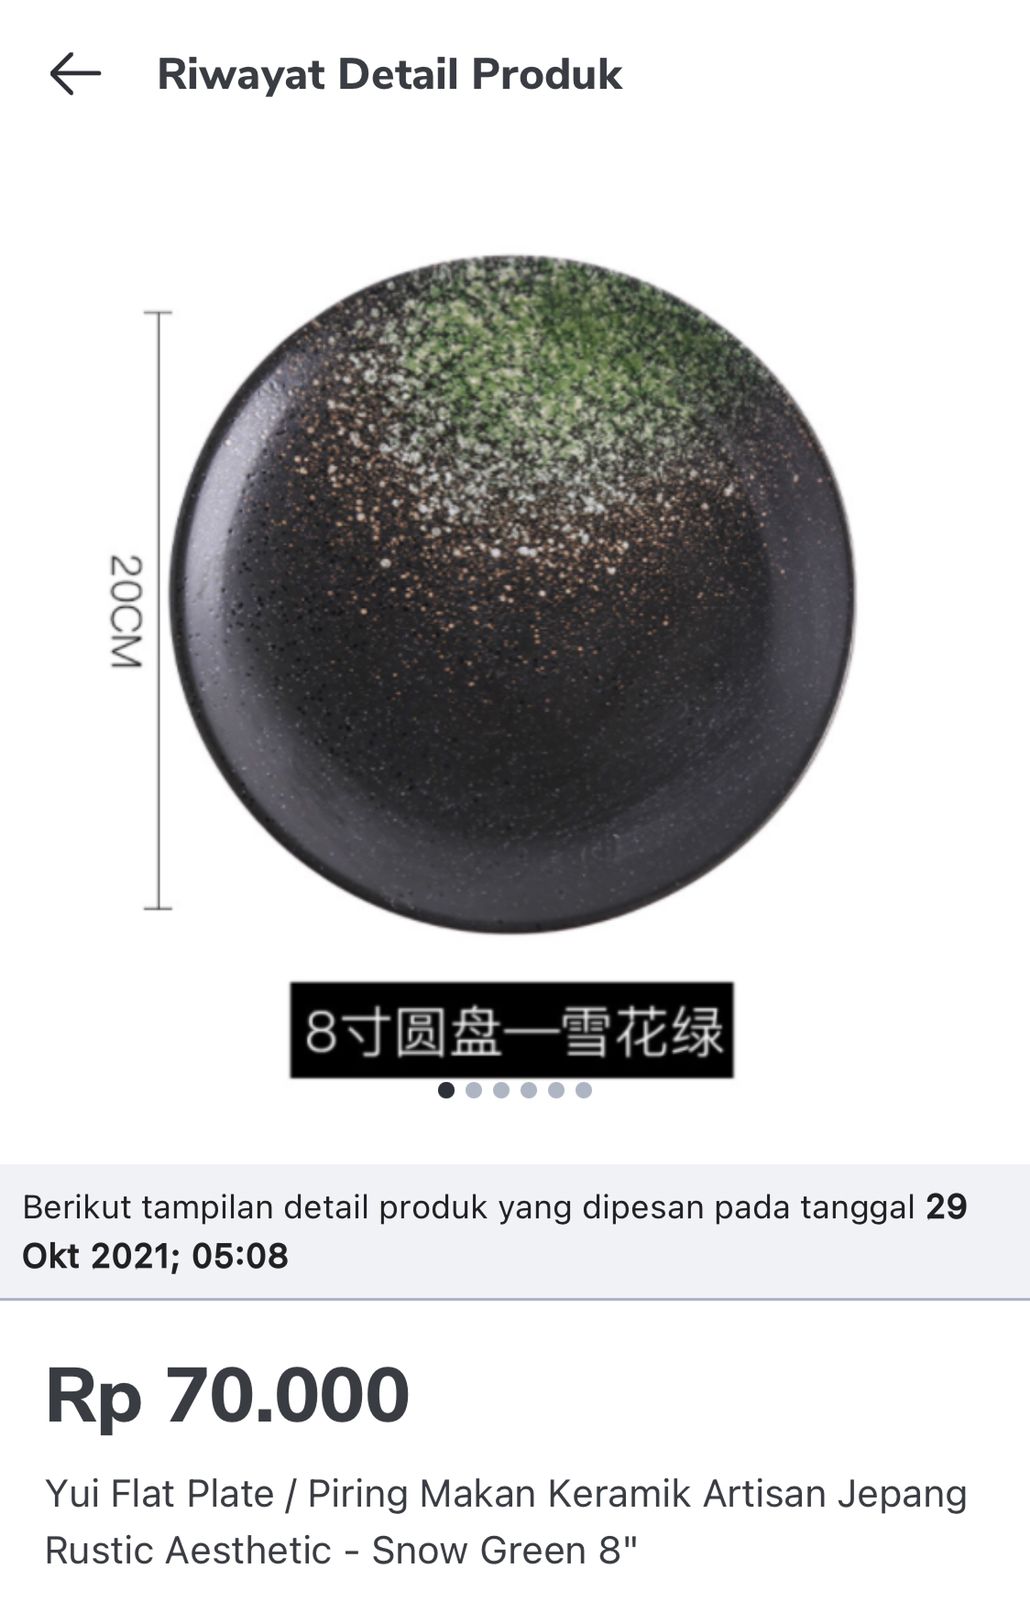 Riwayat Detail Produk
20CM
8寸圆盘—雪花绿
Berikut tampilan detail produk yang dipesan pada tanggal 29
Okt 2021; 05:08
Rp 70.000
Yui Flat Plate / Piring Makan Keramik Artisan Jepang
Rustic Aesthetic - Snow Green 8"